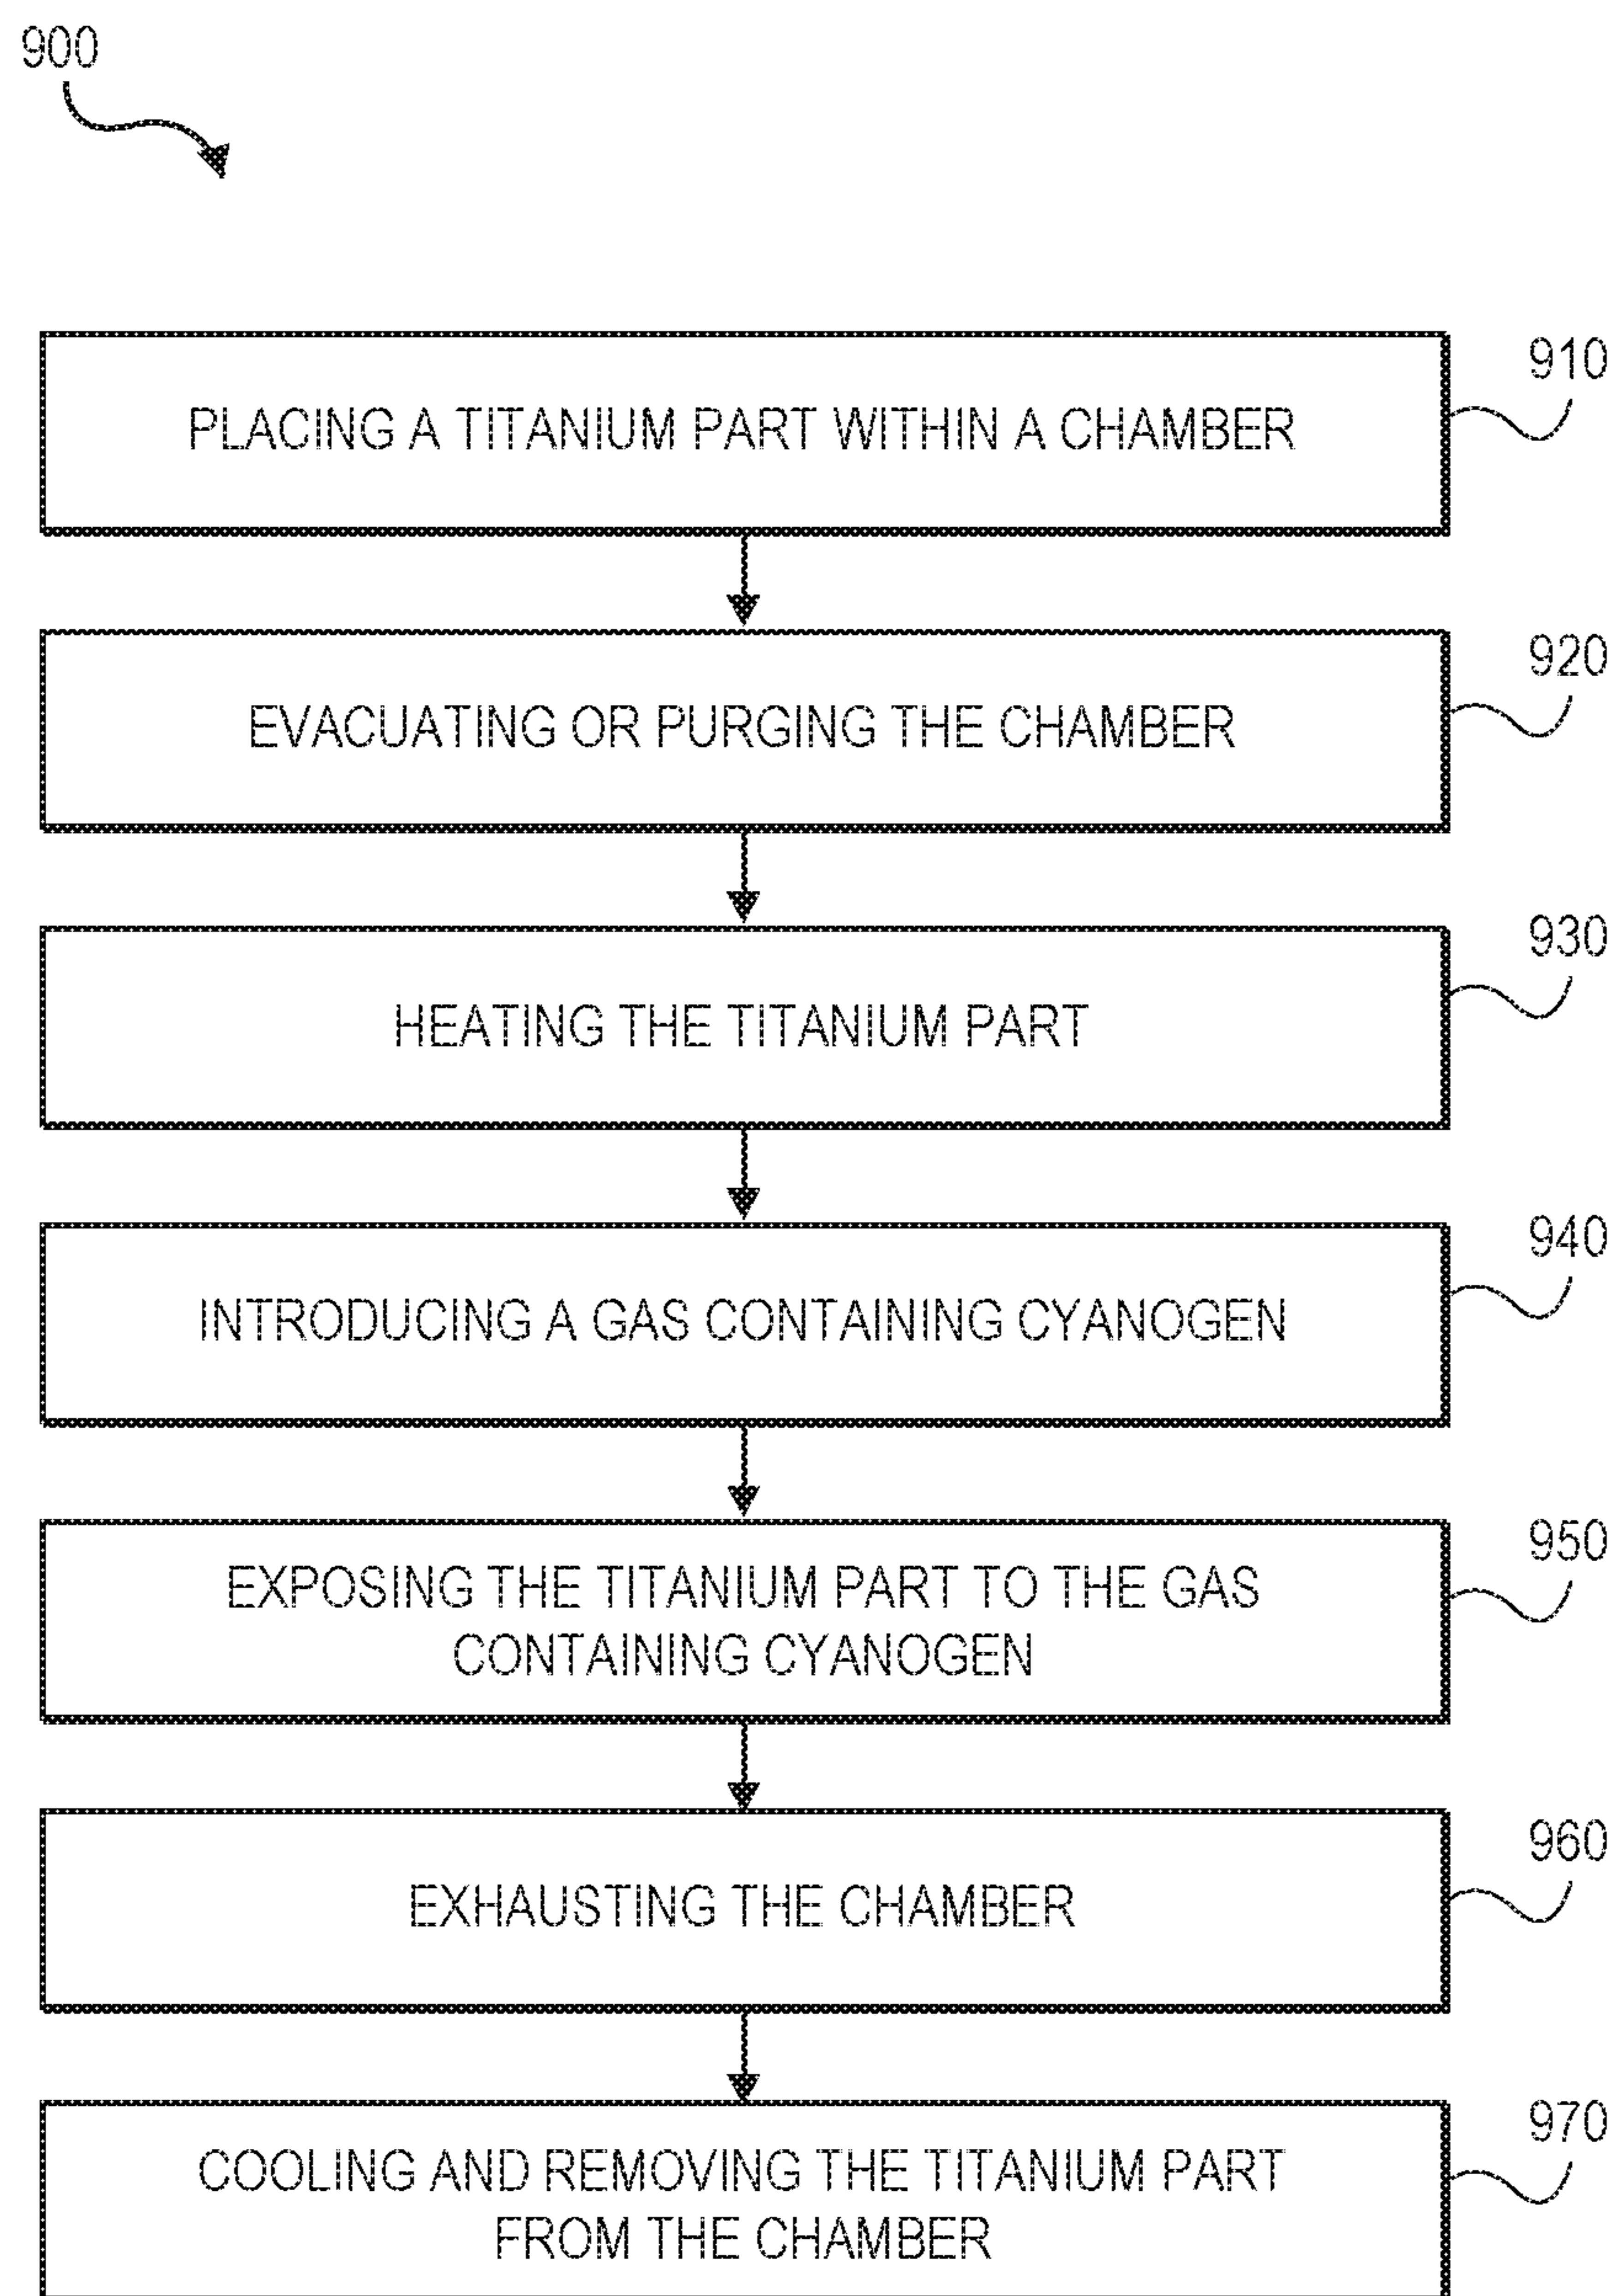 900
910
PLACING A TITANIUM PART WITHIN A CHAMBER
920
EVACUATING OR PURGING THE CHAMBER
930
HEATING THE TITANIUM PART
940
INTRODUCING A GAS CONTAINING CYANOGEN
950
EXPOSING THE TITANIUM PART TO THE GAS
CONTAINING CYANOGEN
960
EXHAUSTING THE CHAMBER
970
COOLING AND REMOVING THE TITANIUM PART
FROM THE CHAMBER